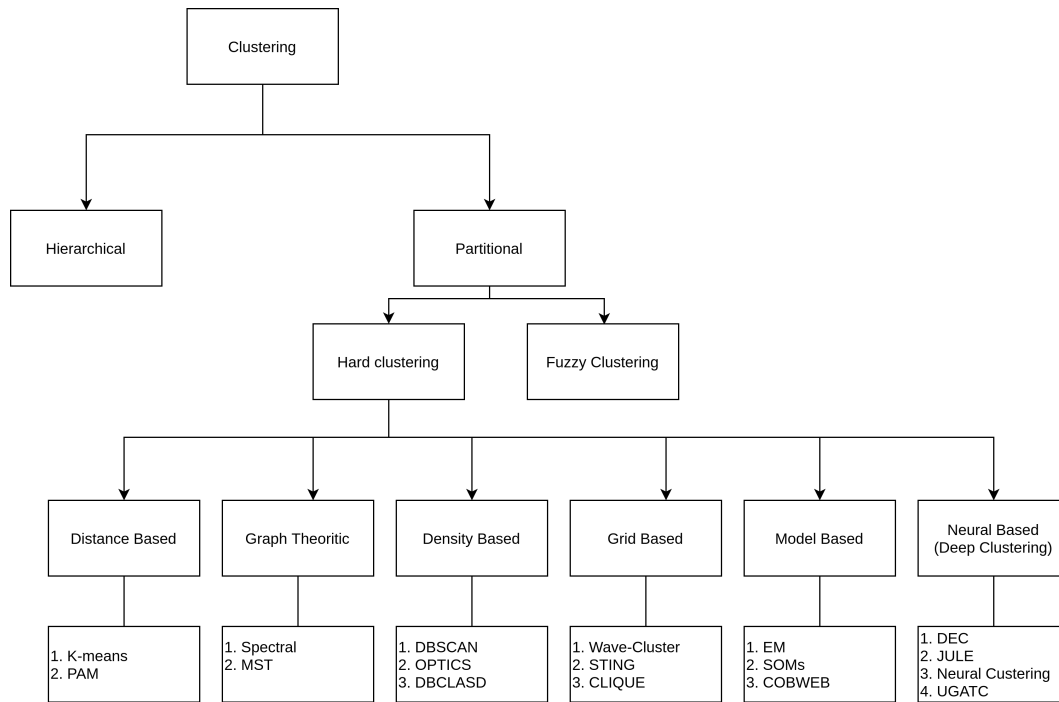 Clustering
Hierarchical
Partitional
Hard clustering
Fuzzy Clustering
Distance Based
Graph Theoritic
Density Based
Grid Based
Model Based
Neural Based
(Deep Clustering)
1. K-means
2. PAM
1. Spectral
2. MST
1. DBSCAN
2. OPTICS
3. DBCLASD
1. Wave-Cluster
2. STING
3. CLIQUE
1. EM
2. SOMs
3. COBWEB
1. DEC
2. JULE
3. Neural Custering
4. UGATC